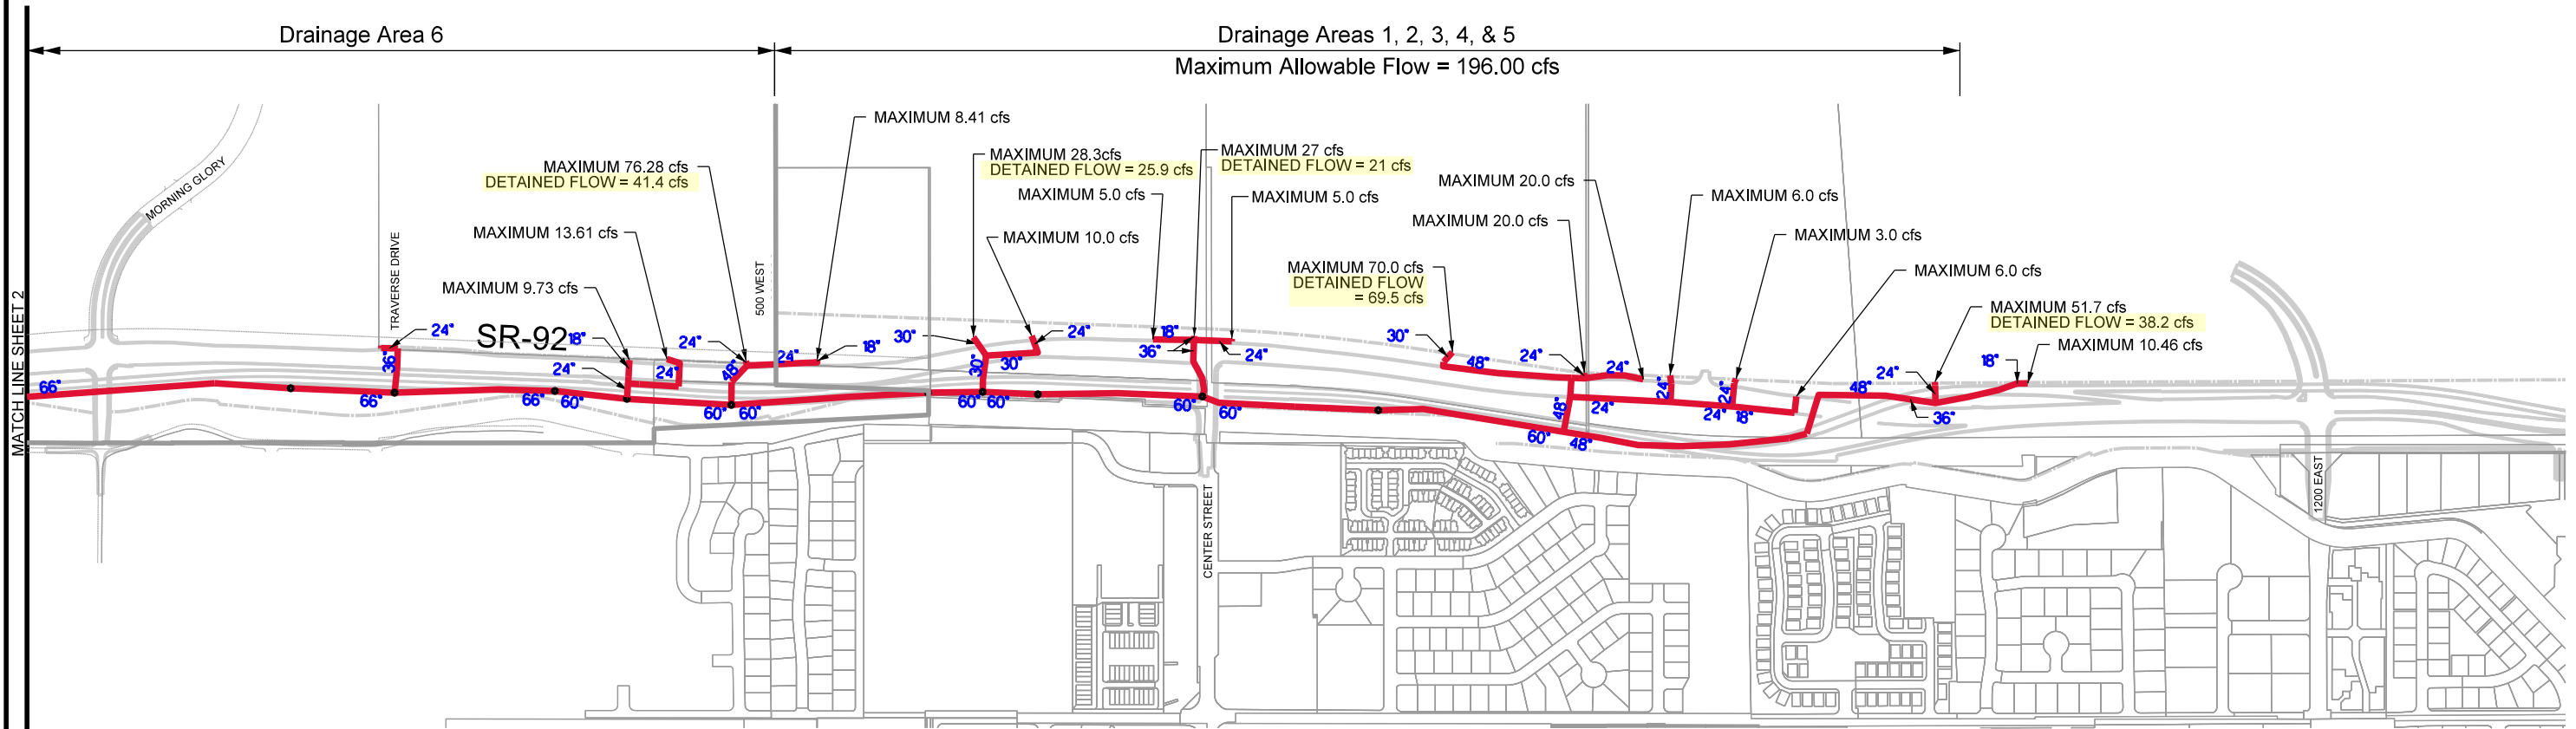 Drainage Area 6
Drainage Areas 1, 2, 3, 4, & 5
Maximum Allowable Flow = 196.00 cfs
MAXIMUM 8.41 cfs
MAXIMUM 76.28 cfs
DETAINED FLOW = 41.4 cfs
MAXIMUM 28.3cfs
DETAINED FLOW = 25.9 cfs
MAXIMUM 27 cfs
DETAINED FLOW = 21 cfs
MAXIMUM 5.0 cfs
MAXIMUM 5.0 cfs
MAXIMUM 20.0 cfs
MAXIMUM 6.0 cfs
MAXIMUM 20.0 cfs
MAXIMUM 13.61 cfs
MAXIMUM 10.0 cfs
MAXIMUM 3.0 cfs
MAXIMUM 70.0 cfs
DETAINED FLOW
= 69.5 cfs
MAXIMUM 6.0 cfs
MAXIMUM 9.73 cfs
MAXIMUM 51.7 cfs
DETAINED FLOW = 38.2 cfs
MAXIMUM 10.46 cfs
MORNING GLORY
TRAVERSE DRIVE
500 WEST
MATCH LINE SHEET 2
SR-92
CENTER STREET
1200 EAST
66"
36"
24"
66"
66"
60"
18"
24"
24"
24"
48"
24"
18"
60"
60"
30"
30"
30"
24"
60"
60"
18"
36"
24"
60"
60"
30"
48"
24"
24"
48"
24"
24"
24"
24"
18"
60"
48"
48"
24"
36"
18"